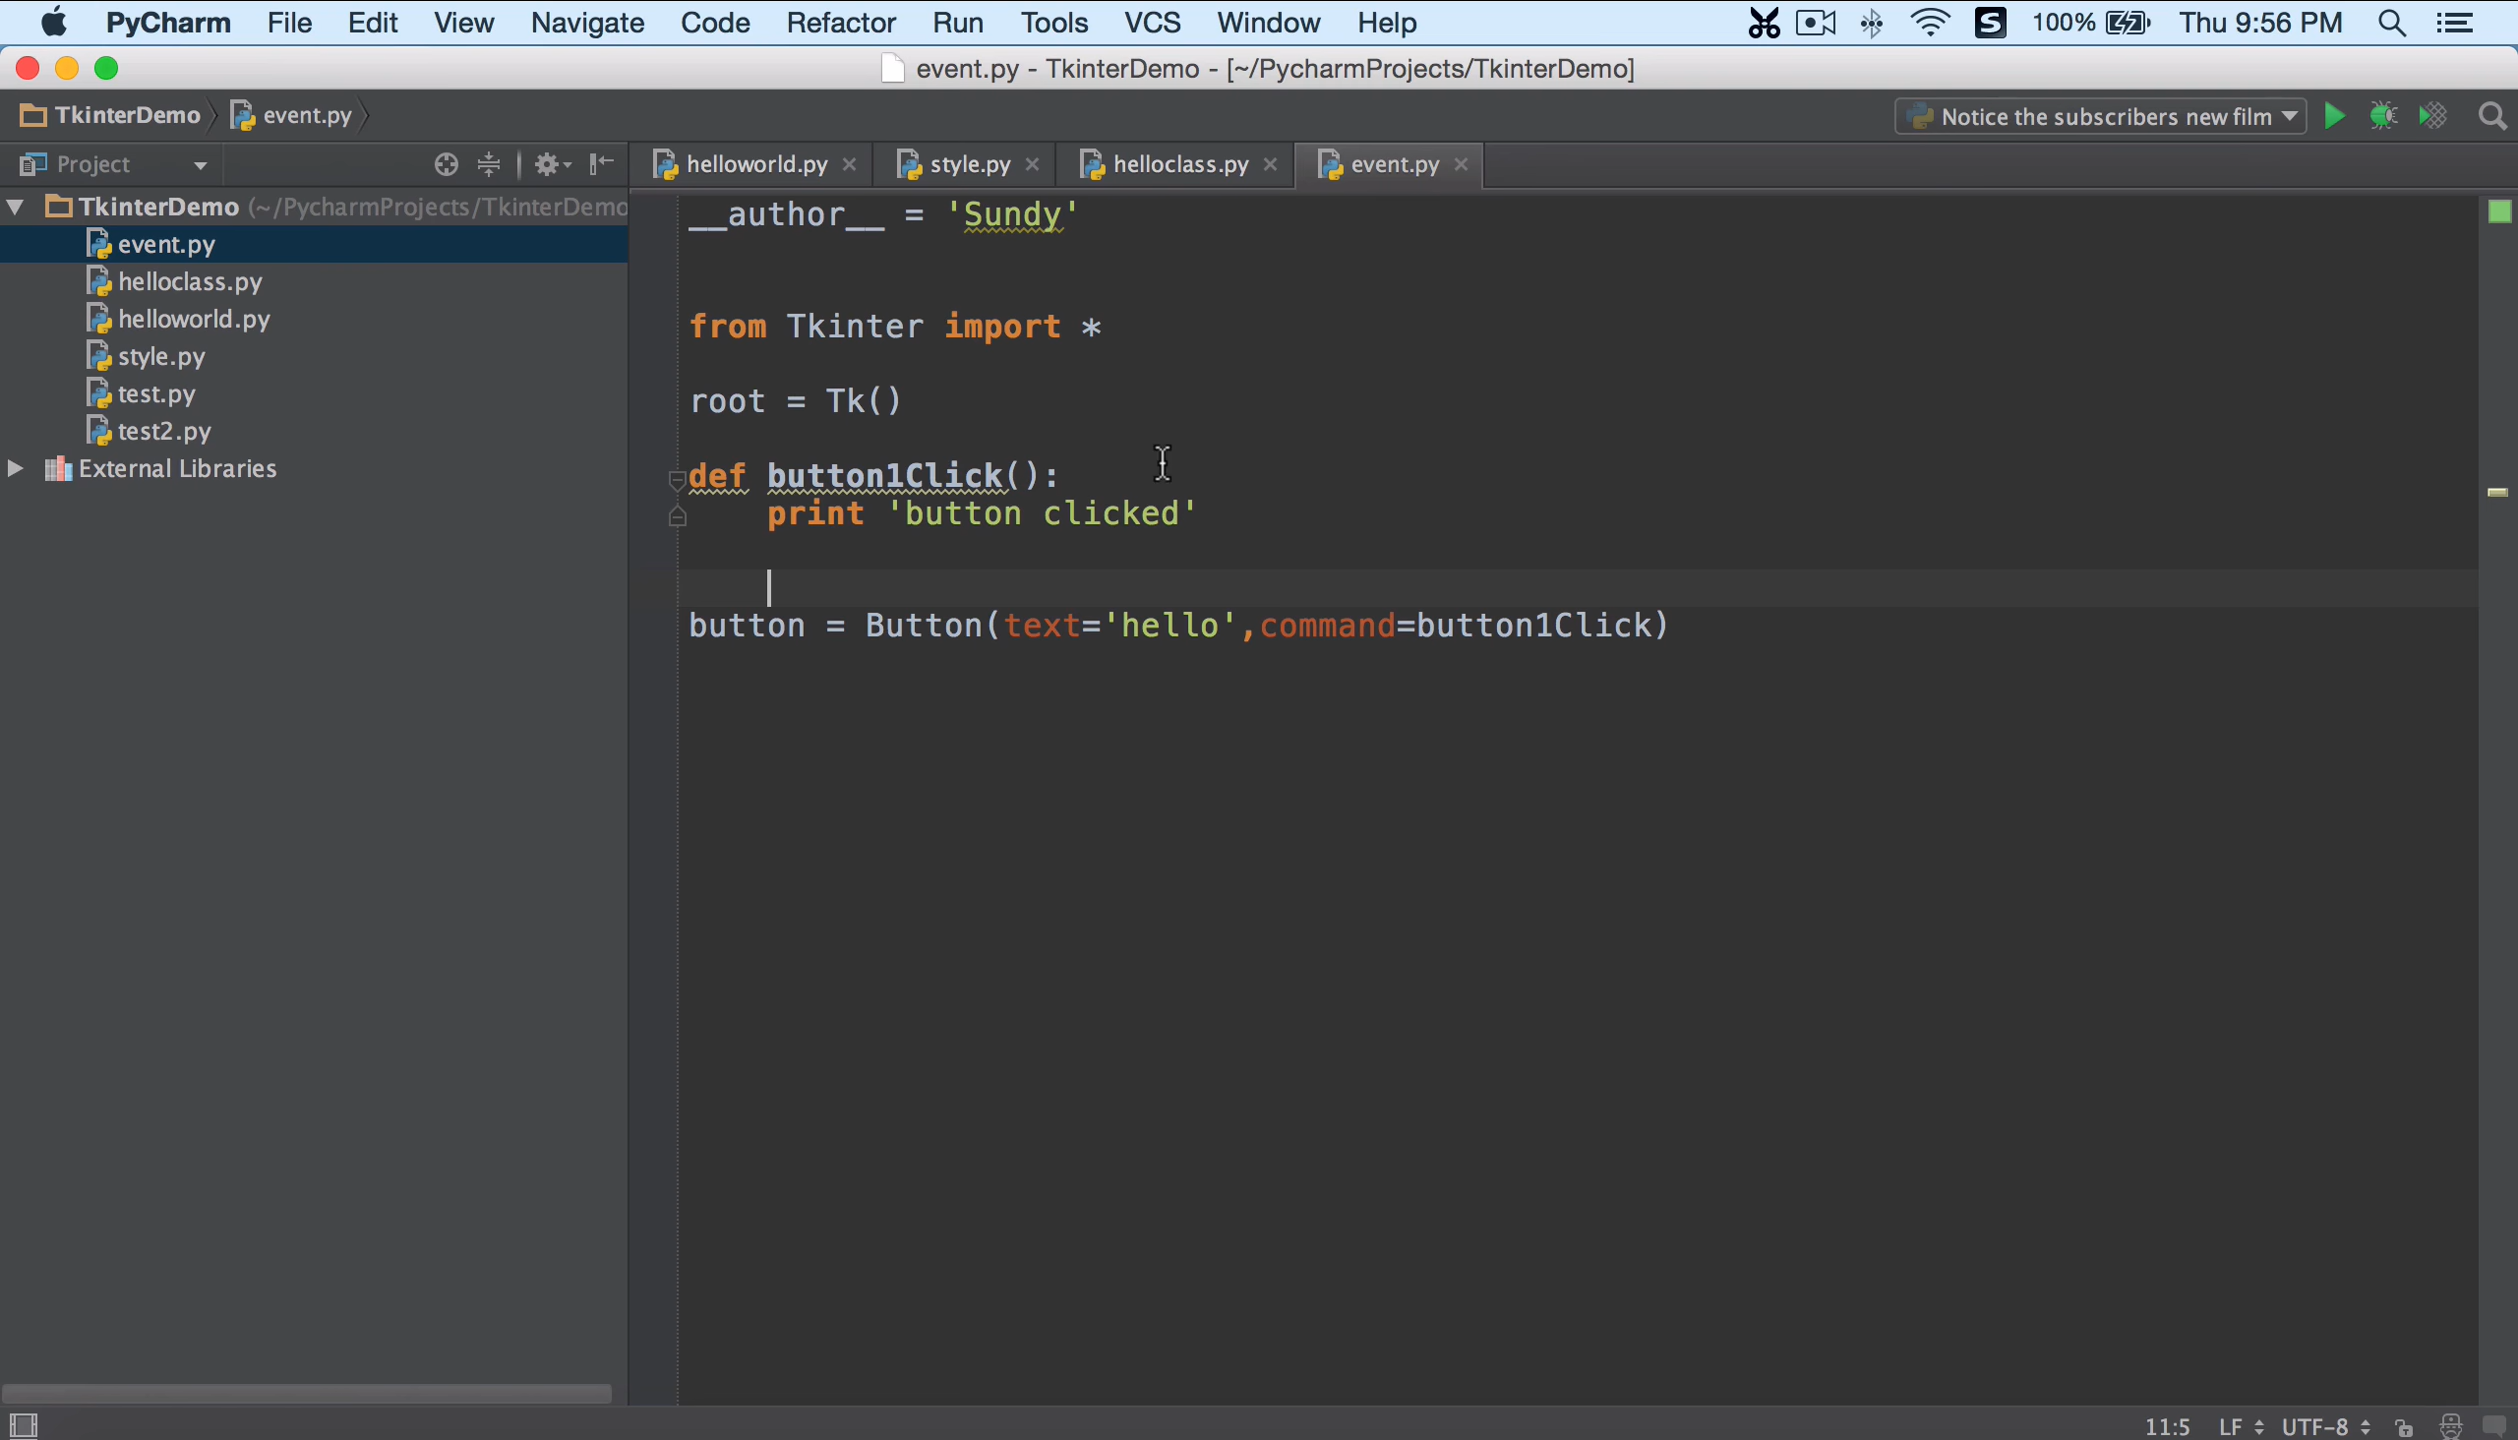 PyCharm File Edit View Navigate Code Refactor Run Tools VCS Window Help S 100% Thu 9:56 PM
event.py - TkinterDemo - [~/PycharmProjects/TkinterDemo]
TkinterDemo event.py Notice the subscribers new film
Project helloworld.py style.py helloclass.py event.py
TkinterDemo (~/PycharmProjects/TkinterDemo
event.py
helloclass.py
helloworld.py
style.py
test.py
test2.py
External Libraries
__author__ = 'Sundy'
from Tkinter import *
root = Tk()
def button1Click():
print 'button clicked'
button = Button(text='hello',command=button1Click)
11:5 LF UTF-8